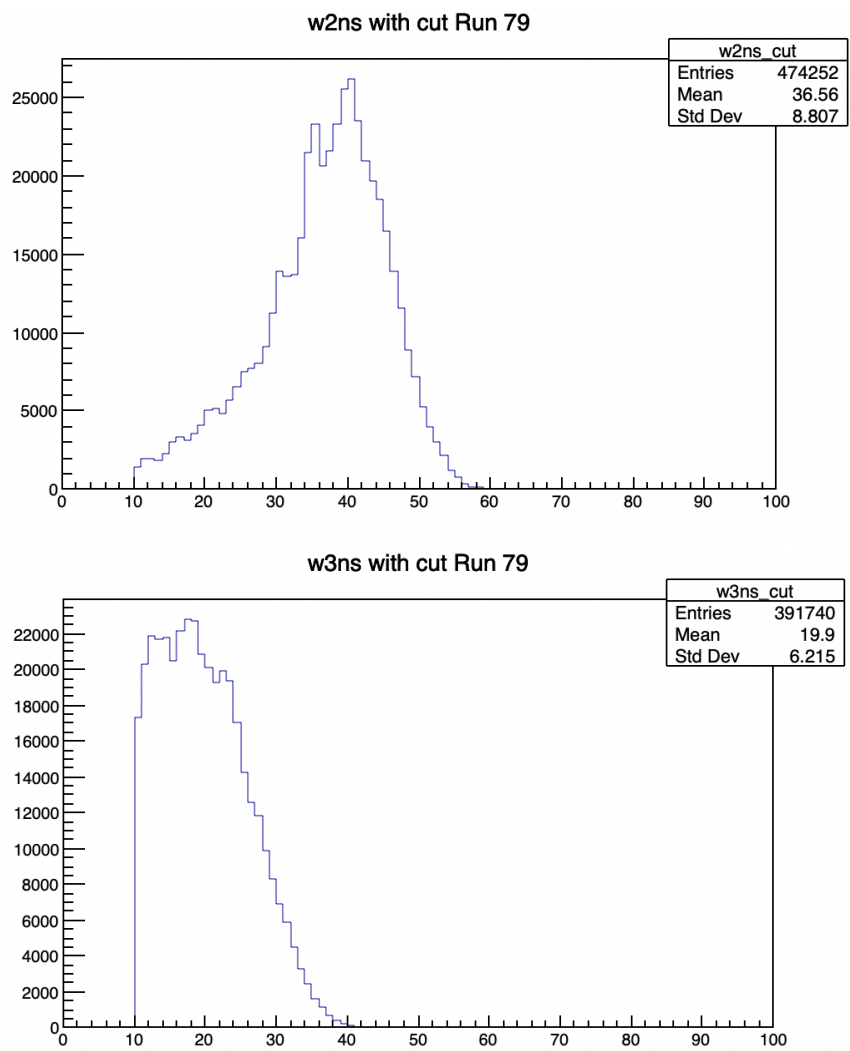 w2ns with cut Run 79
w2ns_cut
Entries 474252
Mean 36.56
Std Dev 8.807
25000
20000
15000
10000
5000
0
0 10 20 30 40 50 60 70 80 90 100
w3ns with cut Run 79
w3ns_cut
Entries 391740
Mean 19.9
Std Dev 6.215
22000
20000
18000
16000
14000
12000
10000
8000
6000
4000
2000
0
0 10 20 30 40 50 60 70 80 90 100